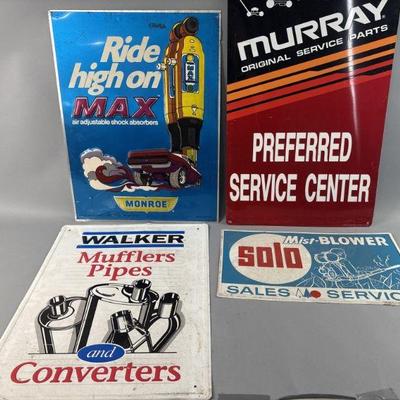 Ride
high on
MAX
air adjustable shock absorbers
MONROE
MURRAY
ORIGINAL SERVICE PARTS
PREFERRED
SERVICE CENTER
WALKER
Mufflers
Pipes
and
Converters
solo Mist-BLOWER
SALES SERVIC